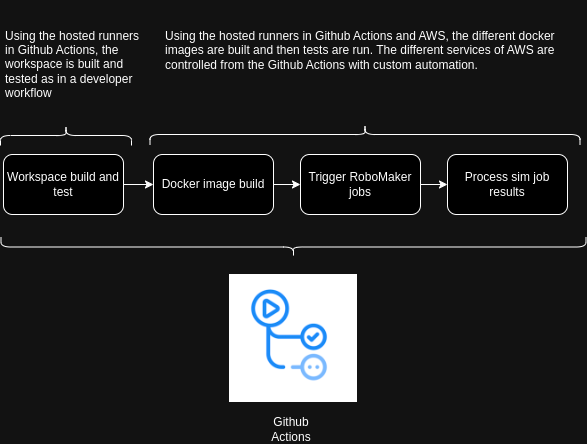 Using the hosted runners
in Github Actions, the
workspace is built and
tested as in a developer
workflow
Using the hosted runners in Github Actions and AWS, the different docker
images are built and then tests are run. The different services of AWS are
controlled from the Github Actions with custom automation.
Workspace build and
test
Docker image build
Trigger RoboMaker
jobs
Process sim job
results
Github
Actions